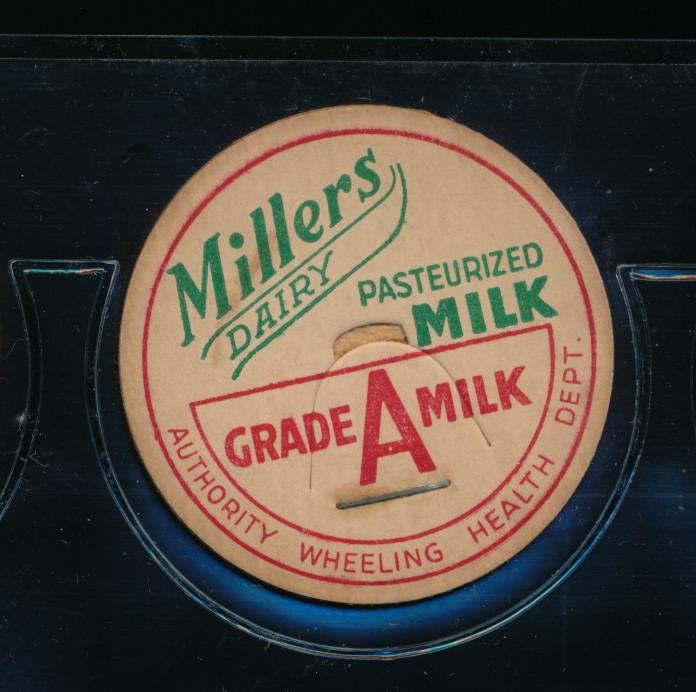 Millers
DAIRY
PASTEURIZED
MILK
GRADE A MILK
AUTHORITY WHEELING HEALTH DEPT.